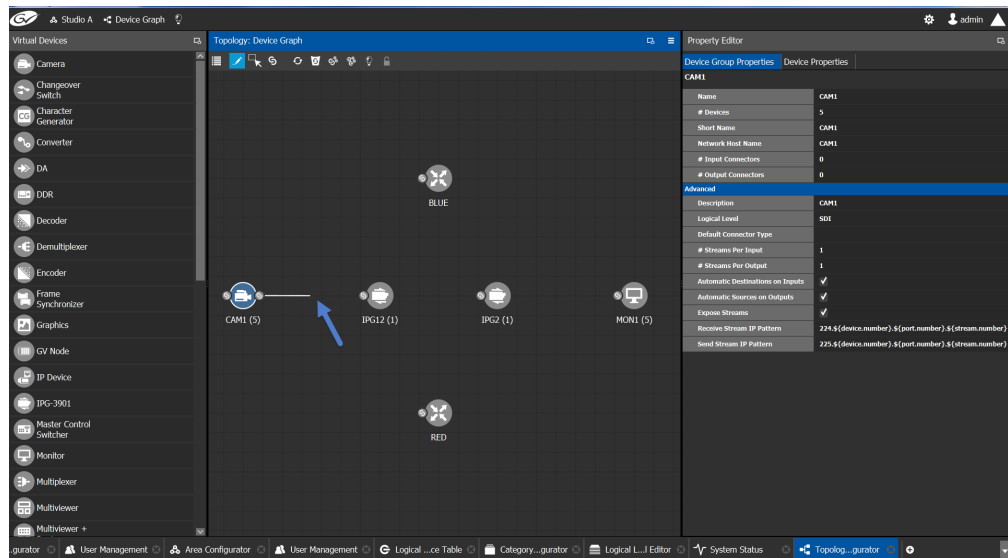 GV Studio A Device Graph admin
Virtual Devices
Camera
Changeover
Switch
CG
Character
Generator
Converter
DA
DDR
Decoder
Demultiplexer
Encoder
Frame
Synchronizer
Graphics
GV Node
IP Device
IPG-3901
Master Control
Switcher
Monitor
Multiplexer
Multiviewer
Multiviewer +
Topology: Device Graph
BLUE
CAM1 (5) IPG12 (1) IPG2 (1) MON1 (5)
RED
Property Editor
Device Group Properties Device Properties
CAM1
Name CAM1
# Devices 5
Short Name CAM1
Network Host Name CAM1
# Input Connectors 0
# Output Connectors 0
Advanced
Description CAM1
Logical Level SDI
Default Connector Type
# Streams Per Input 1
# Streams Per Output 1
Automatic Destinations on Inputs
Automatic Sources on Outputs
Expose Streams
Receive Stream IP Pattern 224.${device.number}.${port.number}.${stream.number}
Send Stream IP Pattern 225.${device.number}.${port.number}.${stream.number}
.gurator User Management Area Configurator User Management Logical ...ce Table Category...gurator Logical L...l Editor System Status Topolog...gurator